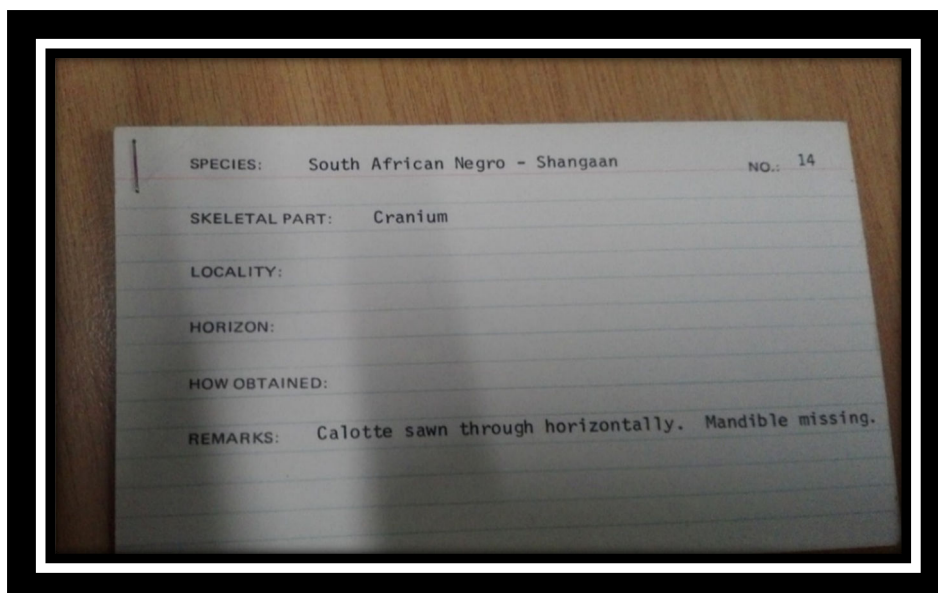 SPECIES: South African Negro - Shangaan NO.: 14
SKELETAL PART: Cranium
LOCALITY:
HORIZON:
HOW OBTAINED:
REMARKS: Calotte sawn through horizontally. Mandible missing.